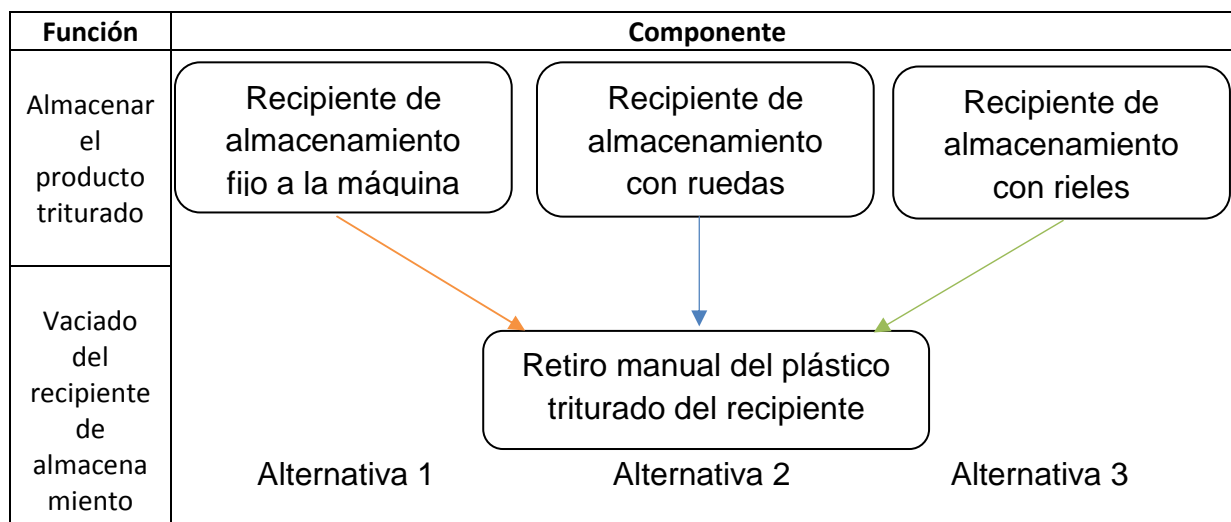 Función
Componente
Almacenar
el
producto
triturado
Recipiente de
almacenamiento
fijo a la máquina
Recipiente de
almacenamiento
con ruedas
Recipiente de
almacenamiento
con rieles
Vaciado
del
recipiente
de
almacena
miento
Retiro manual del plástico
triturado del recipiente
Alternativa 1
Alternativa 2
Alternativa 3